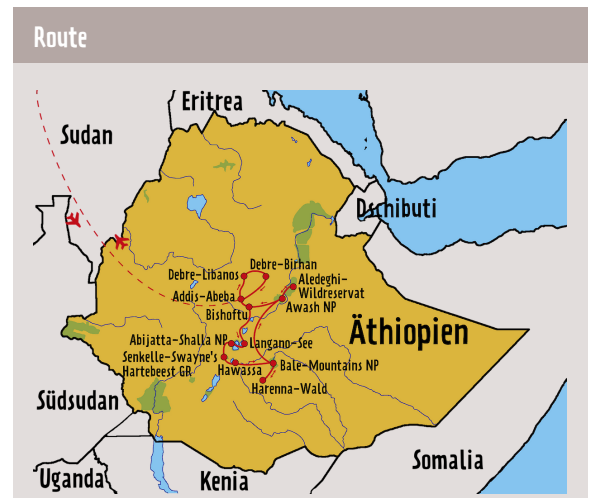 Route
Eritrea
Sudan
Dschibuti
Debre-Birhan
Debre-Libanos
Aledeghi-
Wildreservat
Addis-Abeba
Awash NP
Bishoftu
Äthiopien
Abijatta-Shalla NP
Langano-See
Senkelle-Swayne's
Hartebeest GR
Hawassa
Bale-Mountains NP
Harenna-Wald
Südsudan
Somalia
Uganda
Kenia